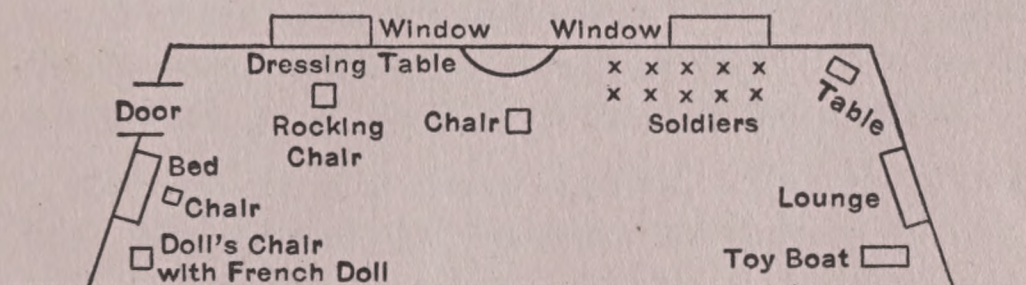 Window
Window
Dressing Table
x x x x x
x x x x x
Door
Rocking
Chair
Chair
Soldiers
Table
Bed
Chair
Lounge
Doll's Chair
with French Doll
Toy Boat